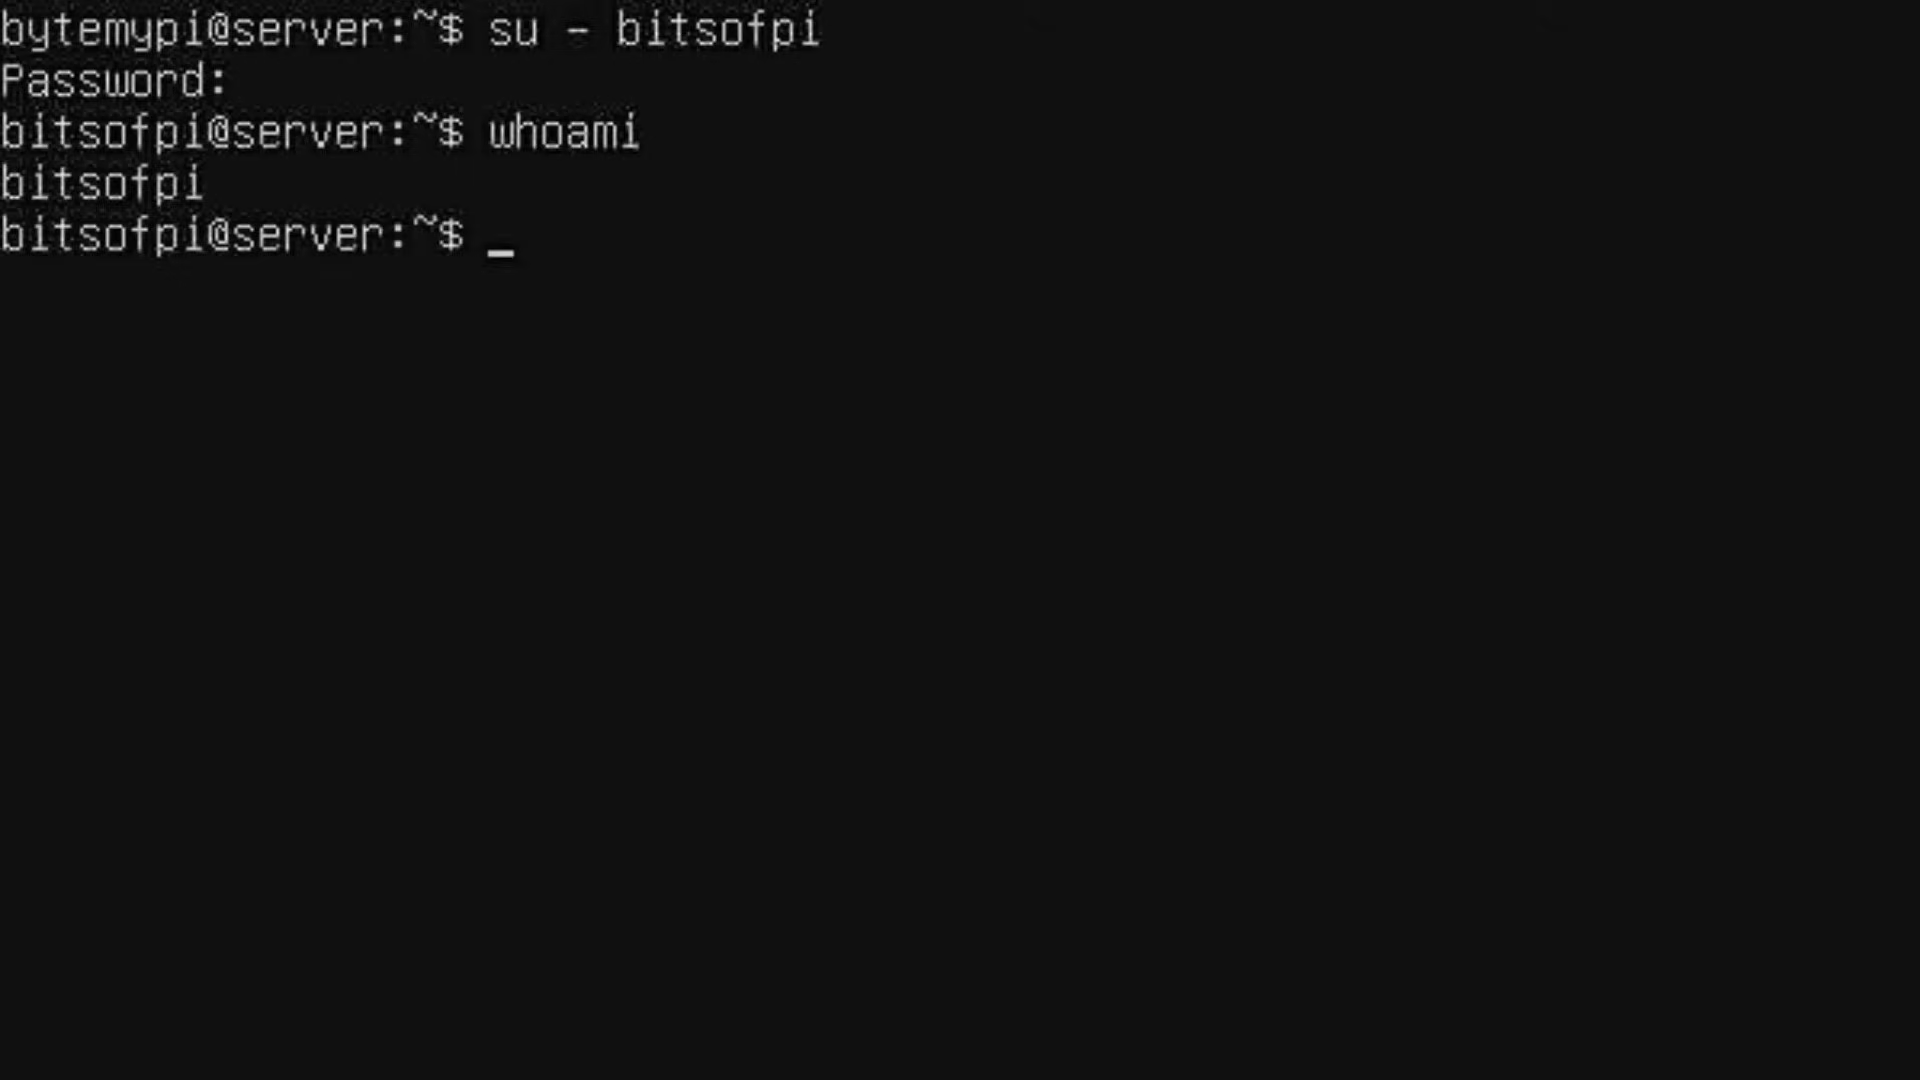 bytemypi@server:~$ su - bitsofpi
Password:
bitsofpi@server:~$ whoami
bitsofpi
bitsofpi@server:~$ _